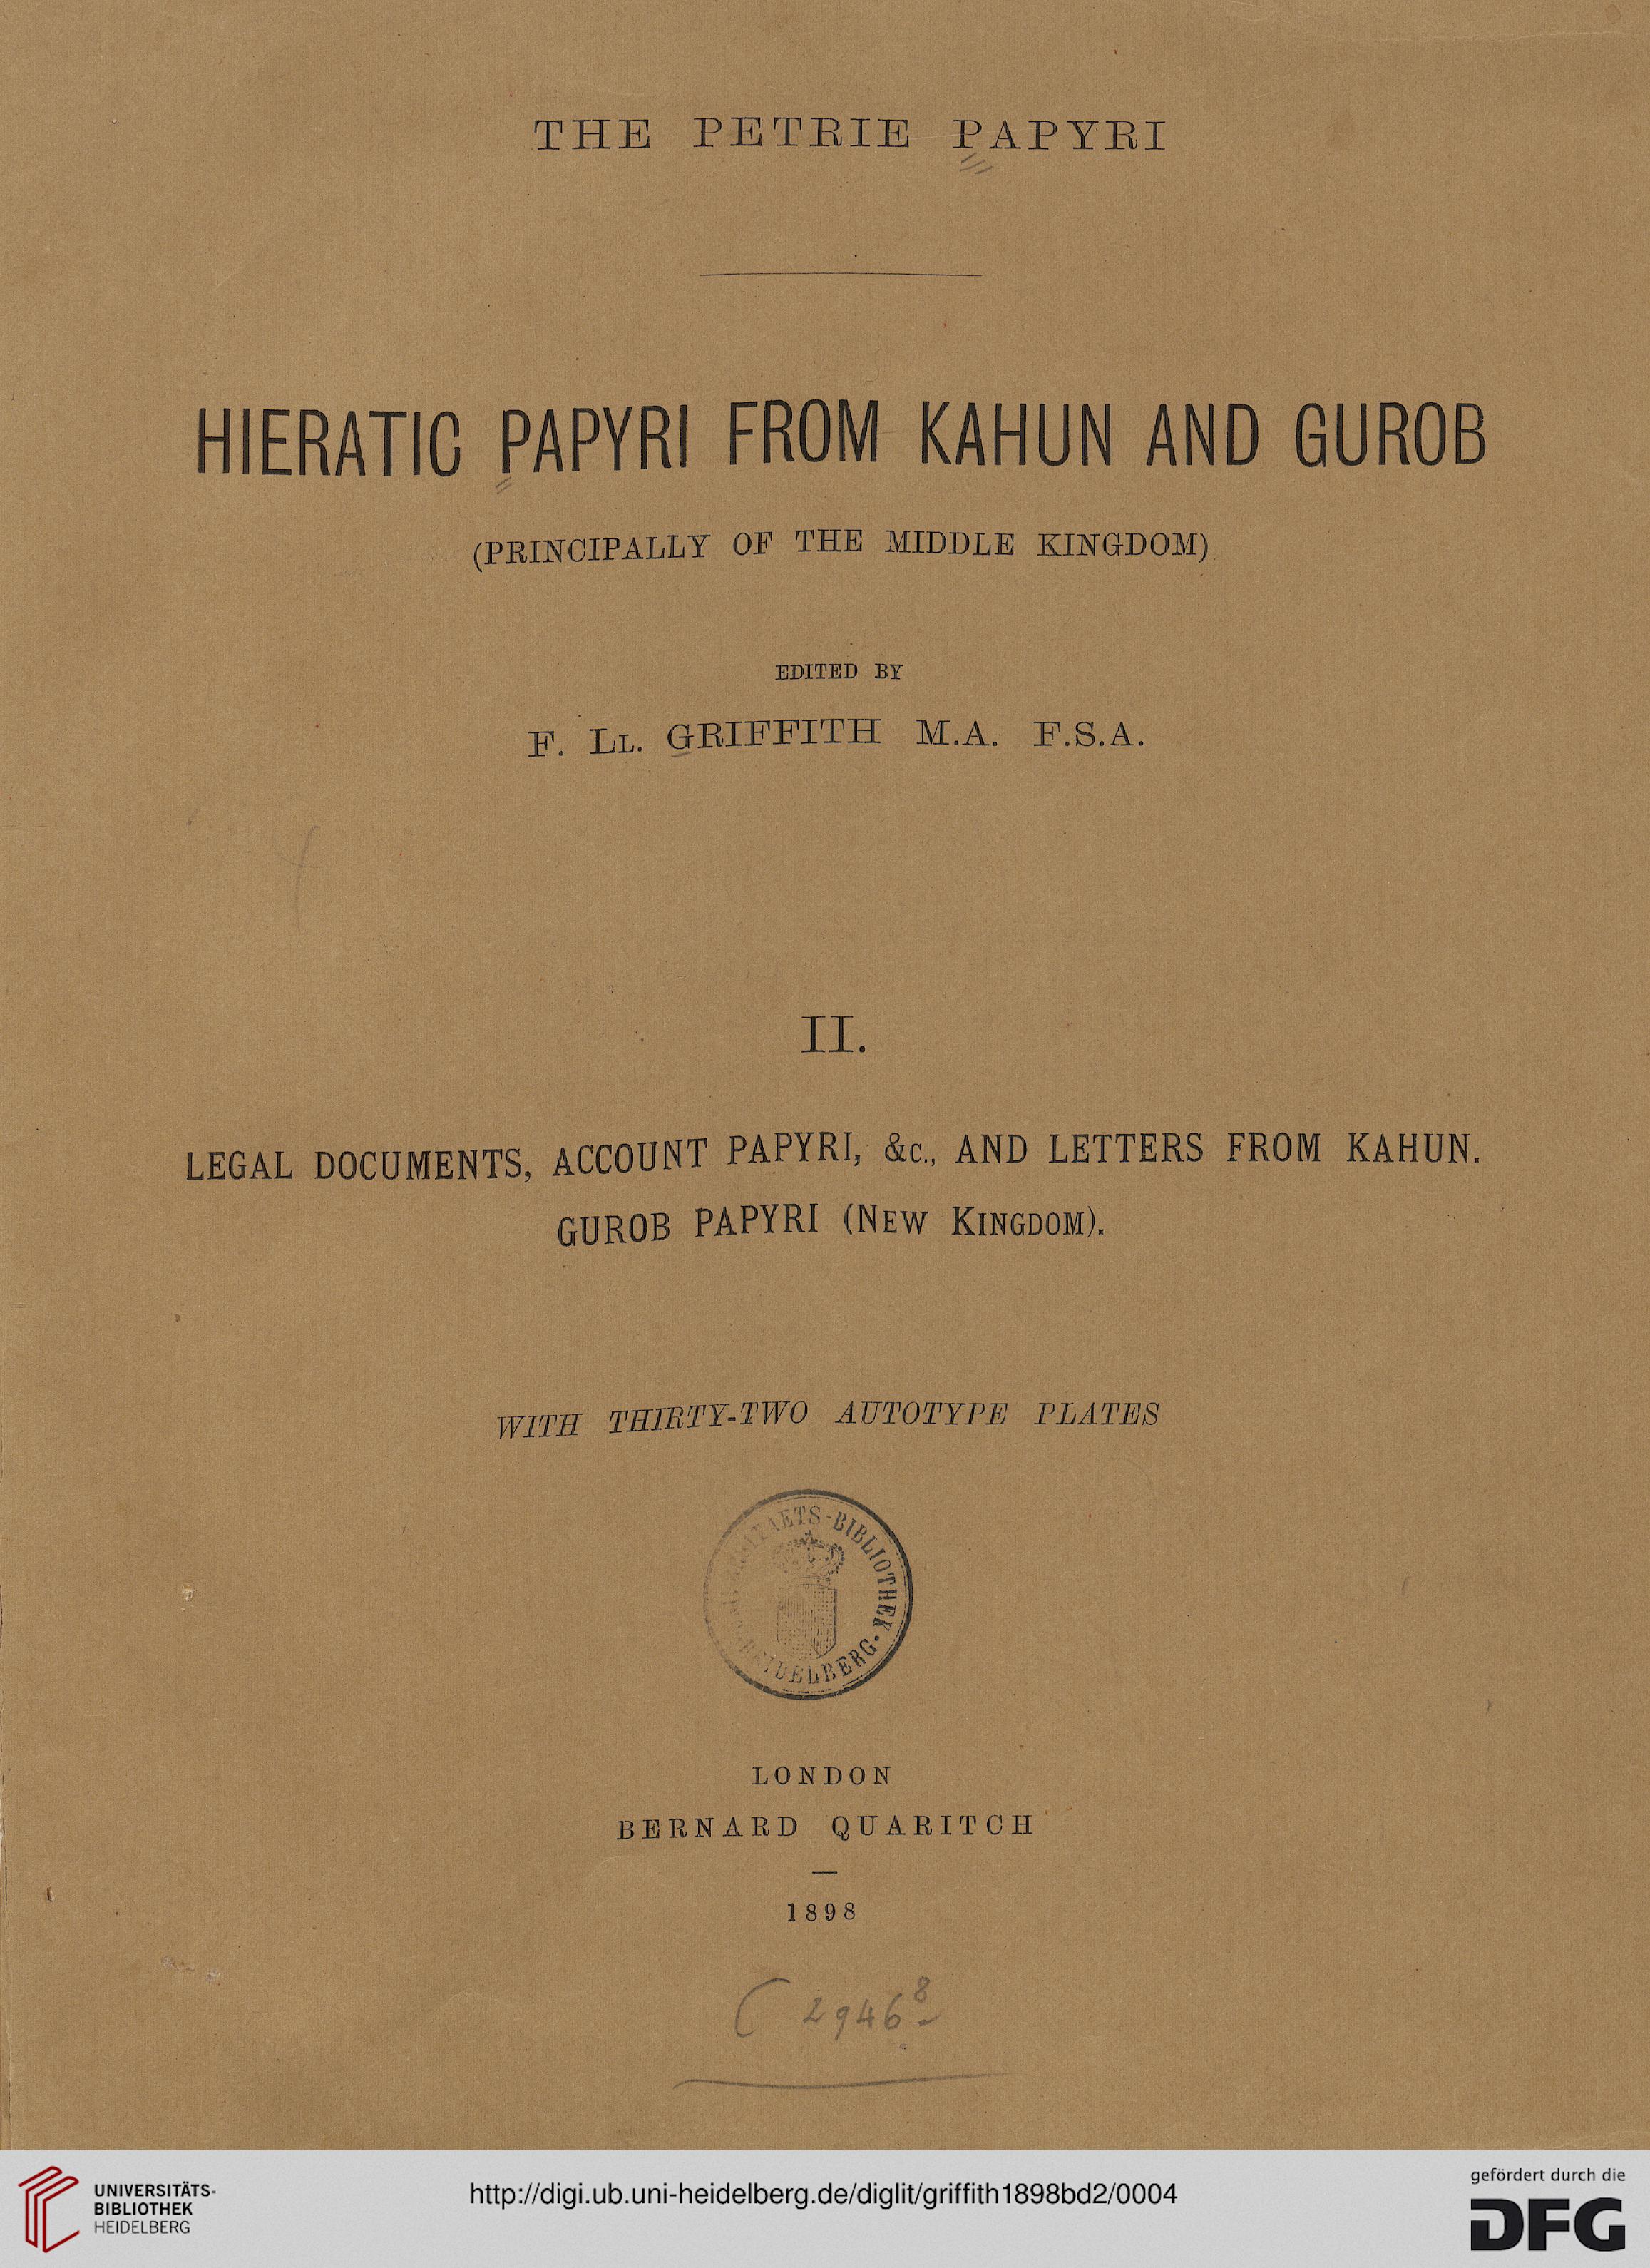 THE PETRIE PAPYRI
HIERATIC PAPYRI FROM KAHUN AND GUROB
(PRINCIPALLY OF THE MIDDLE KINGDOM)
EDITED BY
F. LL. GRIFFITH M.A. F.S.A.
II.
LEGAL DOCUMENTS, ACCOUNT PAPYRI, &c., AND LETTERS FROM KAHUN.
GUROB PAPYRI (NEW KINGDOM).
WITH THIRTY-TWO AUTOTYPE PLATES
BIBLIOTHEK · HEIDELBERG
LONDON
BERNARD QUARITCH
1898
2946 8
UNIVERSITÄTS-
BIBLIOTHEK
HEIDELBERG
http://digi.ub.uni-heidelberg.de/diglit/griffith1898bd2/0004
gefördert durch die
DFG